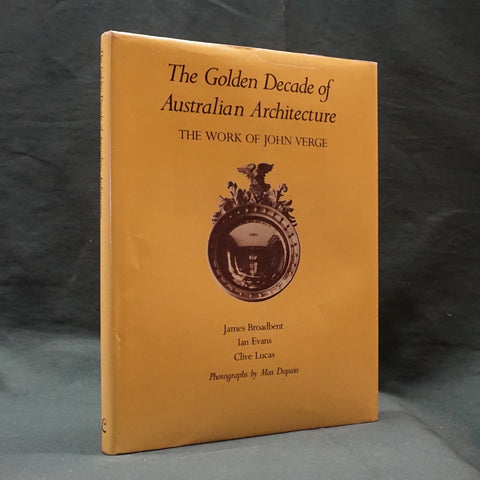 The Golden Decade of
Australian Architecture
THE WORK OF JOHN VERGE
James Broadbent
Ian Evans
Clive Lucas
Photographs by Max Dupain